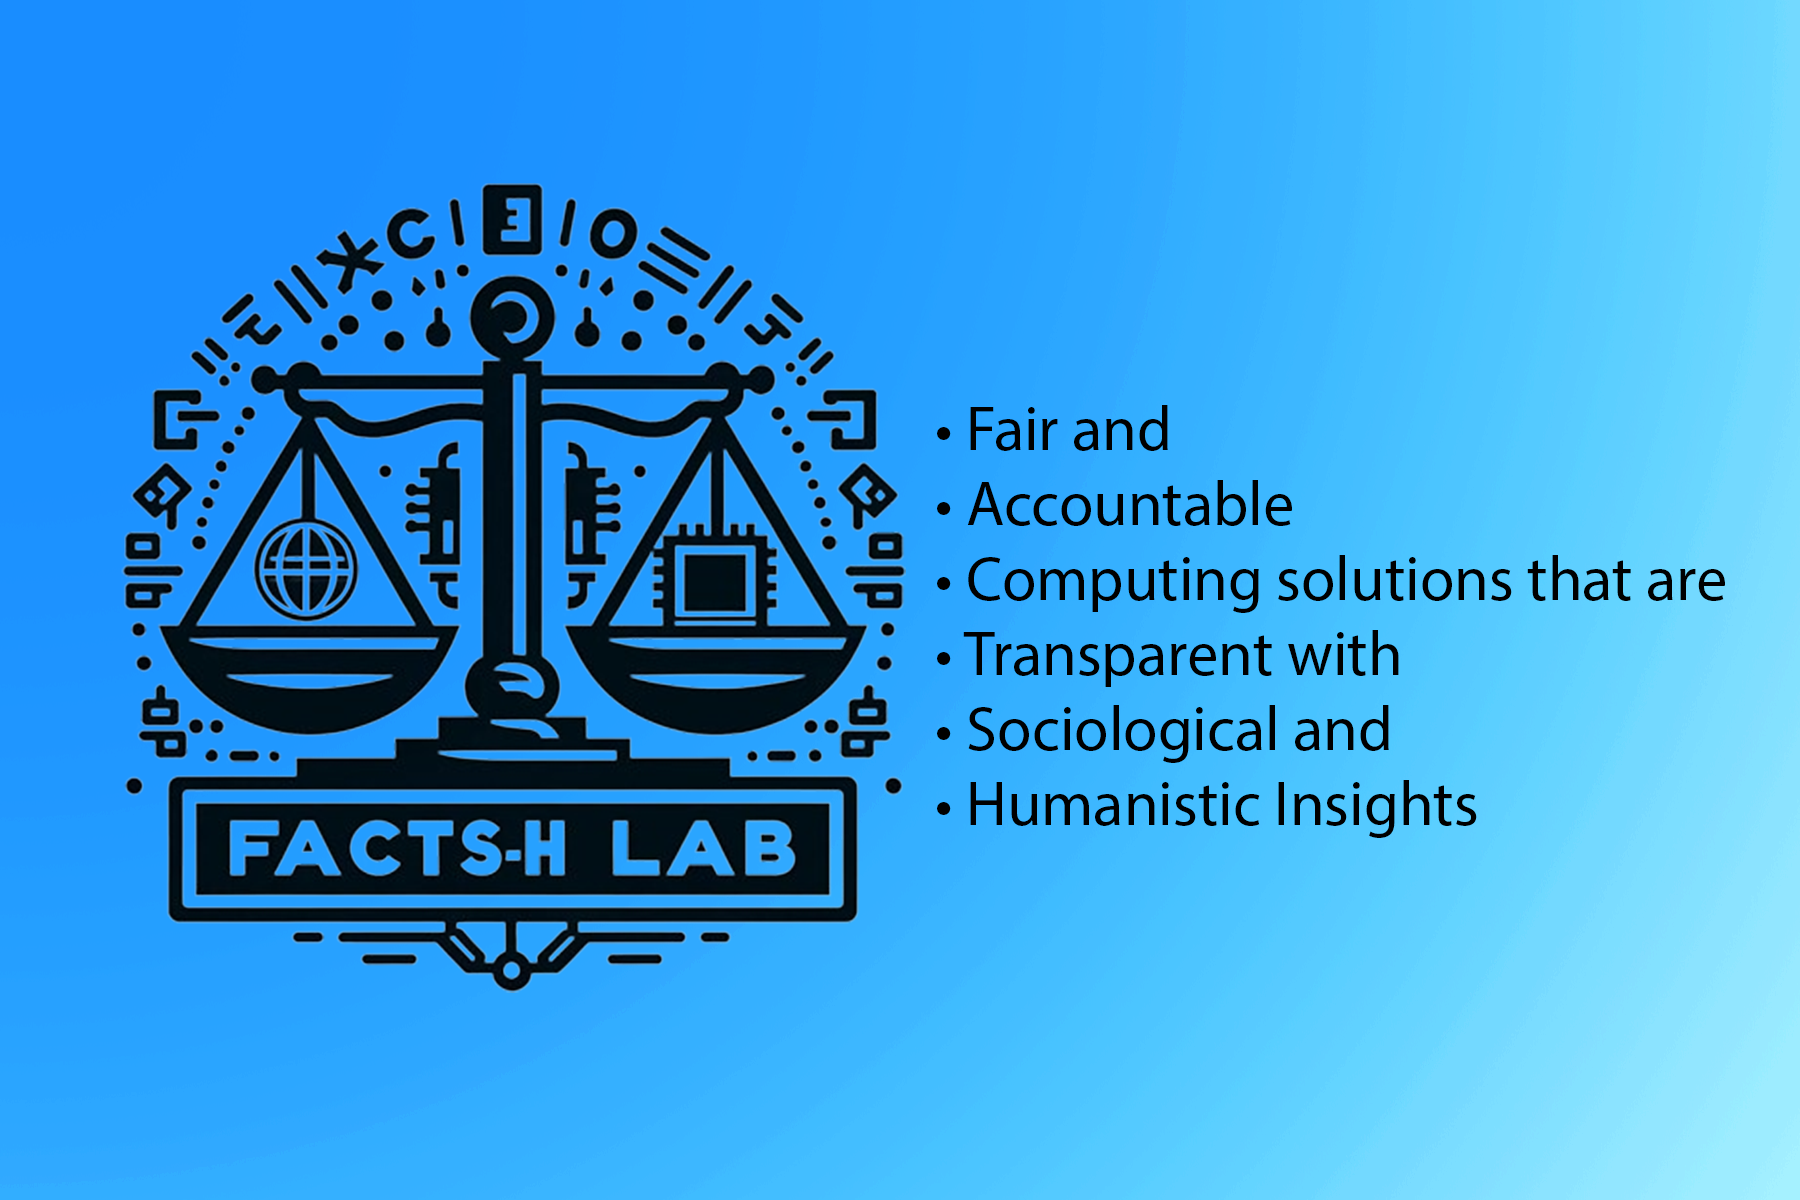 FACTS-H LAB
• Fair and
• Accountable
• Computing solutions that are
• Transparent with
• Sociological and
• Humanistic Insights